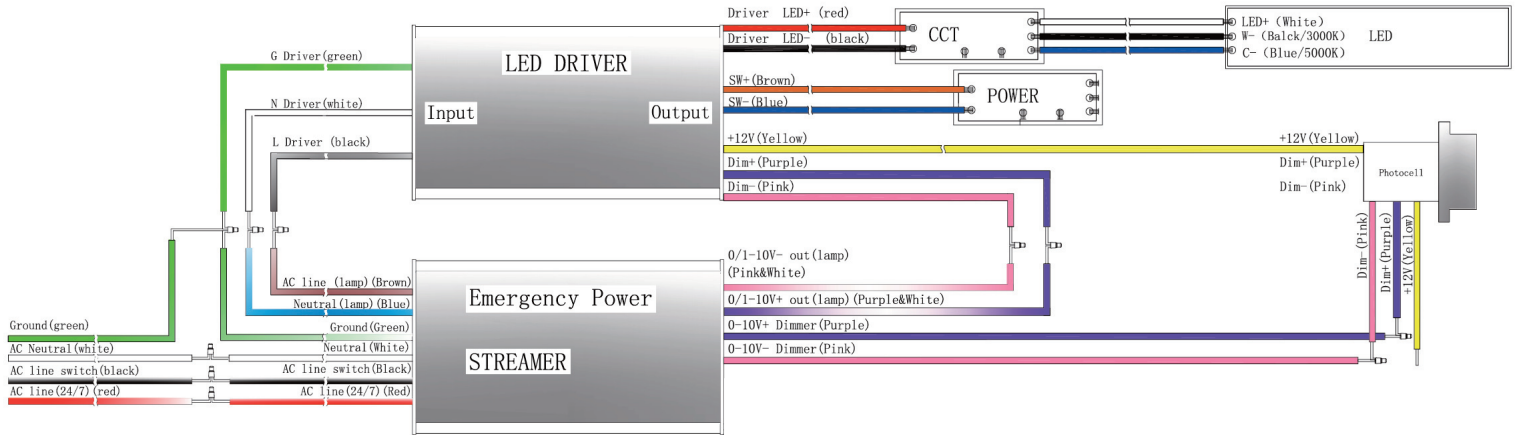 Driver LED+ (red)
Driver LED- (black)
CCT
LED+ (White)
W- (Balck/3000K)
C- (Blue/5000K)
LED
G Driver(green)
LED DRIVER
N Driver(white)
Input
Output
SW+(Brown)
SW-(Blue)
POWER
L Driver (black)
+12V(Yellow)
+12V(Yellow)
Dim+(Purple)
Dim+(Purple)
Dim-(Pink)
Dim-(Pink)
Photocell
Dim-(Pink)
Dim+(Purple)
+12V(Yellow)
0/1-10V- out(lamp)
(Pink&White)
AC line (lamp)(Brown)
Emergency Power
0/1-10V+ out(lamp)(Purple&White)
Neutral(lamp)(Blue)
Ground(green)
Ground(Green)
0-10V+ Dimmer(Purple)
AC Neutral(white)
Neutral(White)
0-10V- Dimmer(Pink)
STREAMER
AC line switch(black)
AC line switch(Black)
AC line(24/7)(red)
AC line(24/7)(Red)